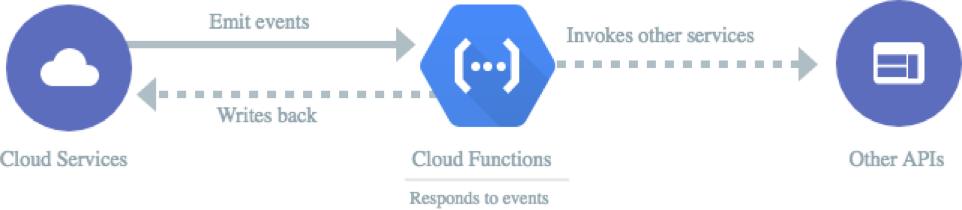 Emit events
Invokes other services
Writes back
Cloud Services
Cloud Functions
Other APIs
Responds to events